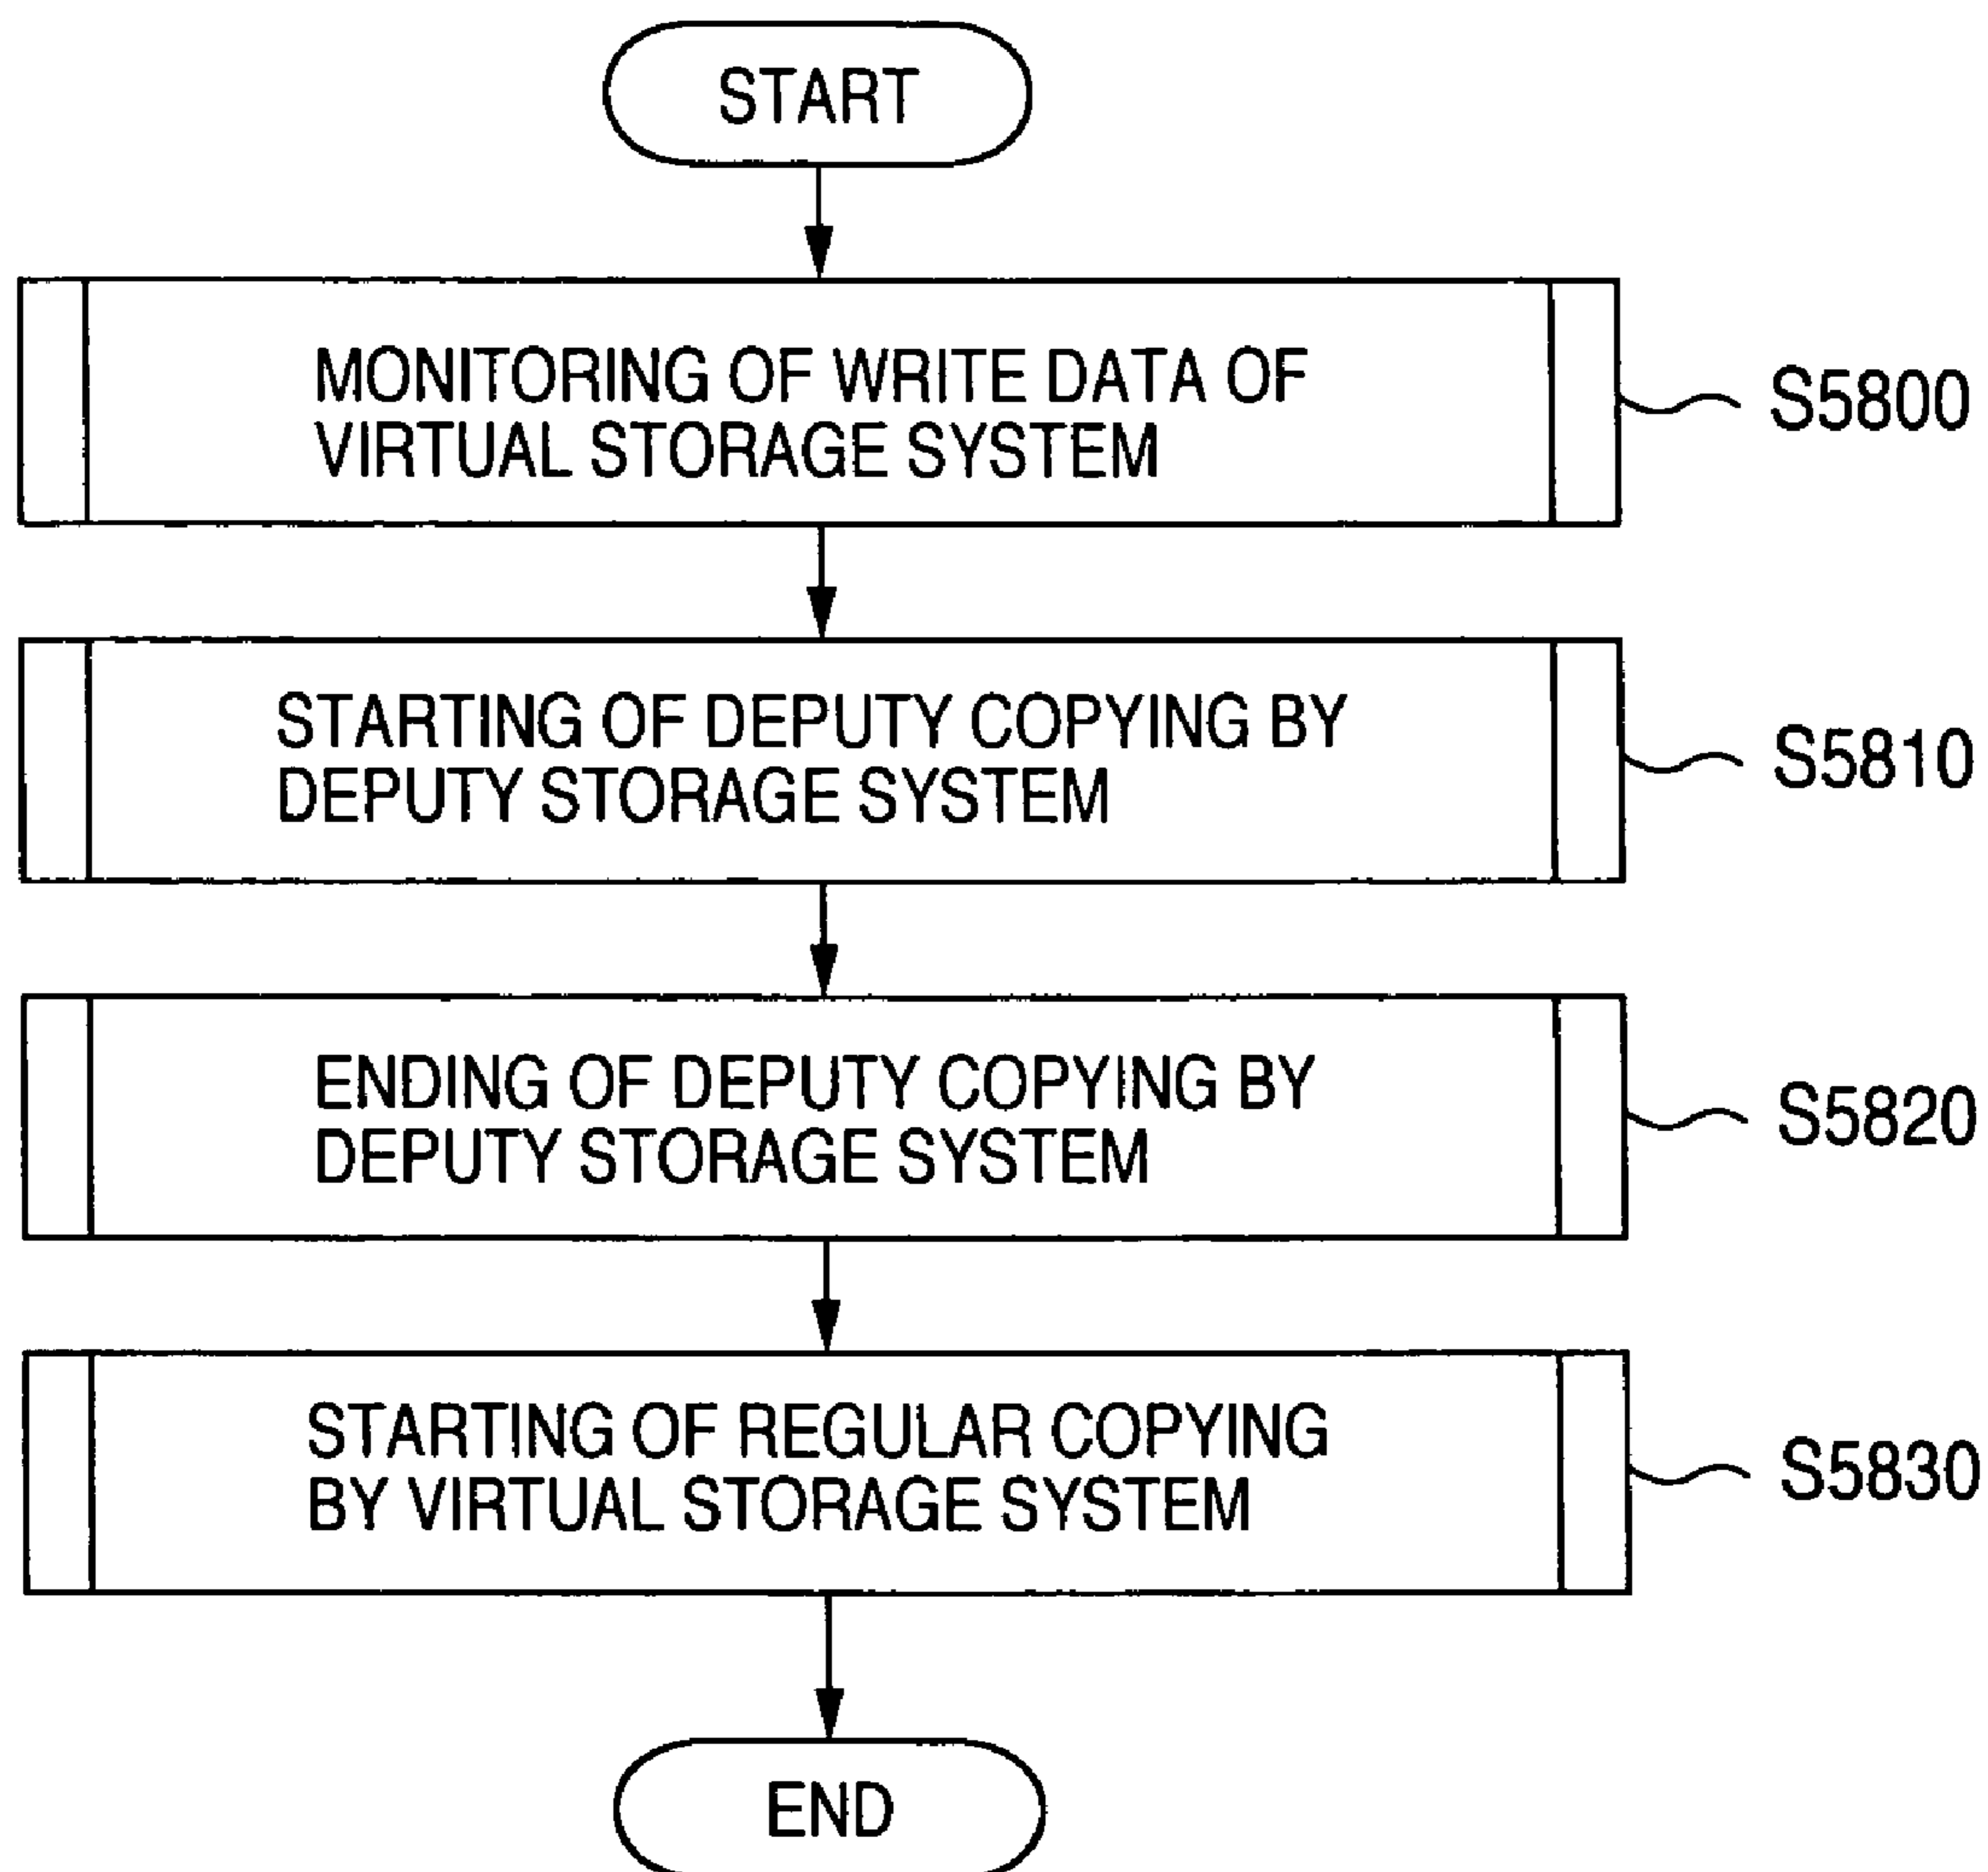 START
MONITORING OF WRITE DATA OF
VIRTUAL STORAGE SYSTEM
S5800
STARTING OF DEPUTY COPYING BY
DEPUTY STORAGE SYSTEM
S5810
ENDING OF DEPUTY COPYING BY
DEPUTY STORAGE SYSTEM
S5820
STARTING OF REGULAR COPYING
BY VIRTUAL STORAGE SYSTEM
S5830
END